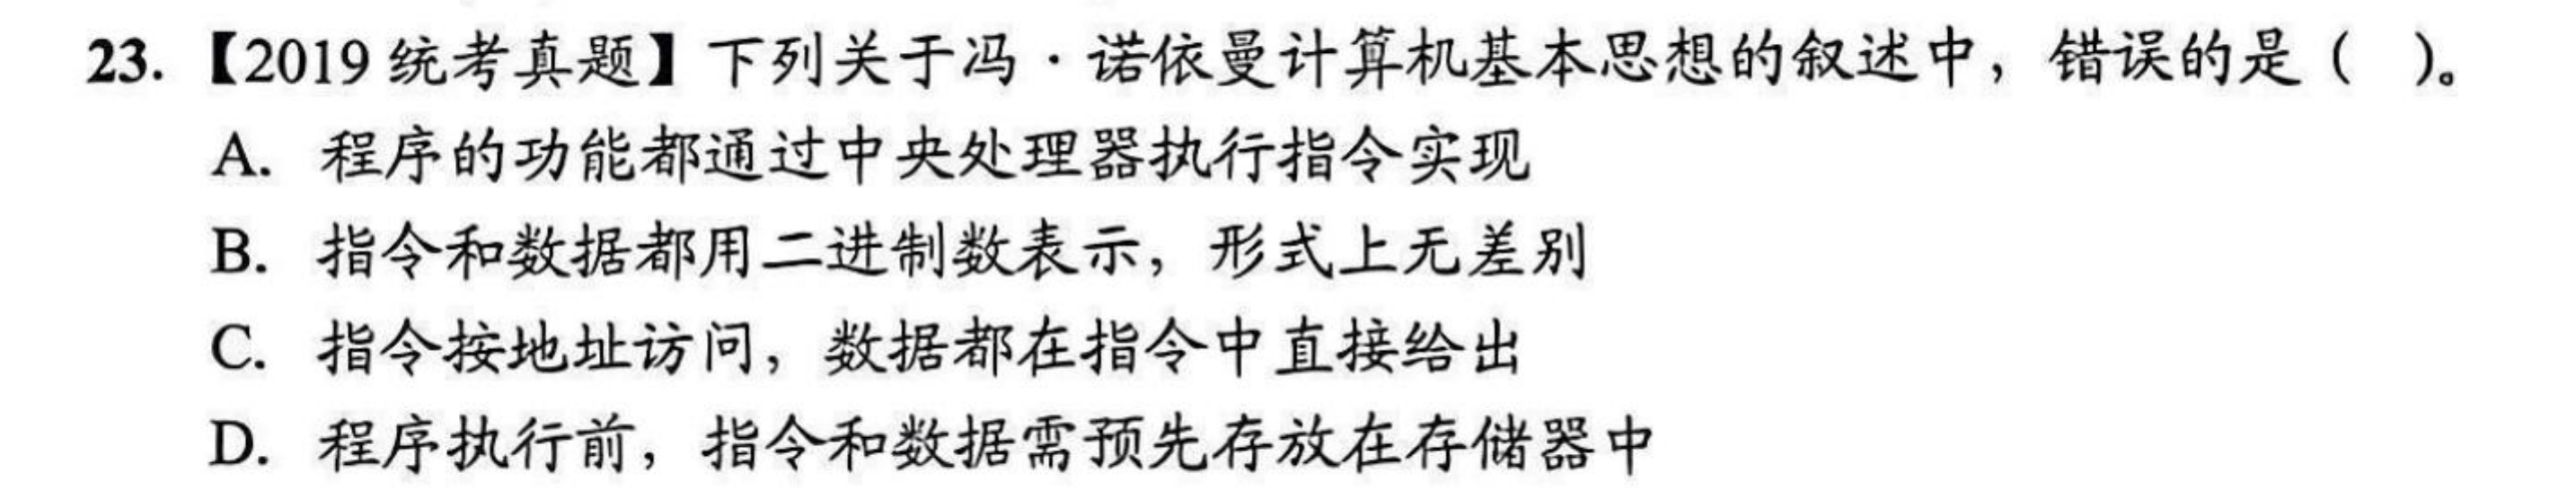 23.【2019 统考真题】下列关于冯·诺依曼计算机基本思想的叙述中，错误的是（　）。
A. 程序的功能都通过中央处理器执行指令实现
B. 指令和数据都用二进制数表示，形式上无差别
C. 指令按地址访问，数据都在指令中直接给出
D. 程序执行前，指令和数据需预先存放在存储器中